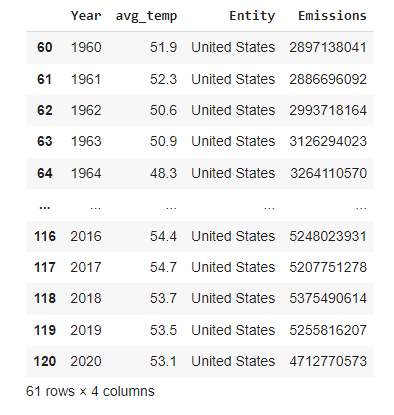 Year avg_temp Entity Emissions
60 1960 51.9 United States 2897138041
61 1961 52.3 United States 2886696092
62 1962 50.6 United States 2993718164
63 1963 50.9 United States 3126294023
64 1964 48.3 United States 3264110570
... ... ... ... ...
116 2016 54.4 United States 5248023931
117 2017 54.7 United States 5207751278
118 2018 53.7 United States 5375490614
119 2019 53.5 United States 5255816207
120 2020 53.1 United States 4712770573
61 rows × 4 columns